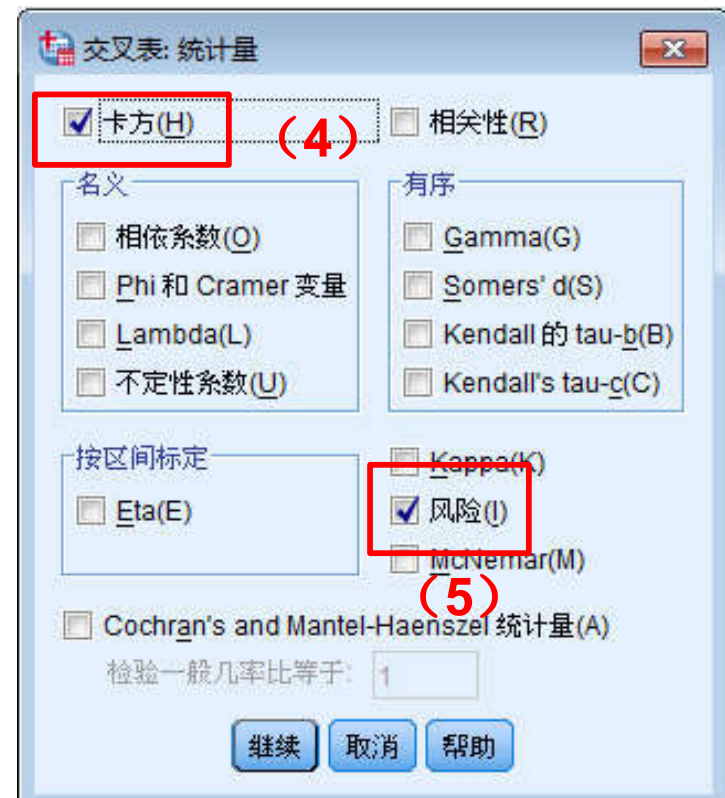 交叉表: 统计量
卡方(H) (4) 相关性(R)
名义
相依系数(O)
Phi 和 Cramer 变量
Lambda(L)
不定性系数(U)
有序
Gamma(G)
Somers' d(S)
Kendall 的 tau-b(B)
Kendall's tau-c(C)
按区间标定
Eta(E)
Kappa(K)
风险(I)
McNemar(M)
(5)
Cochran's and Mantel-Haenszel 统计量(A)
检验一般几率比等于: 1
继续 取消 帮助